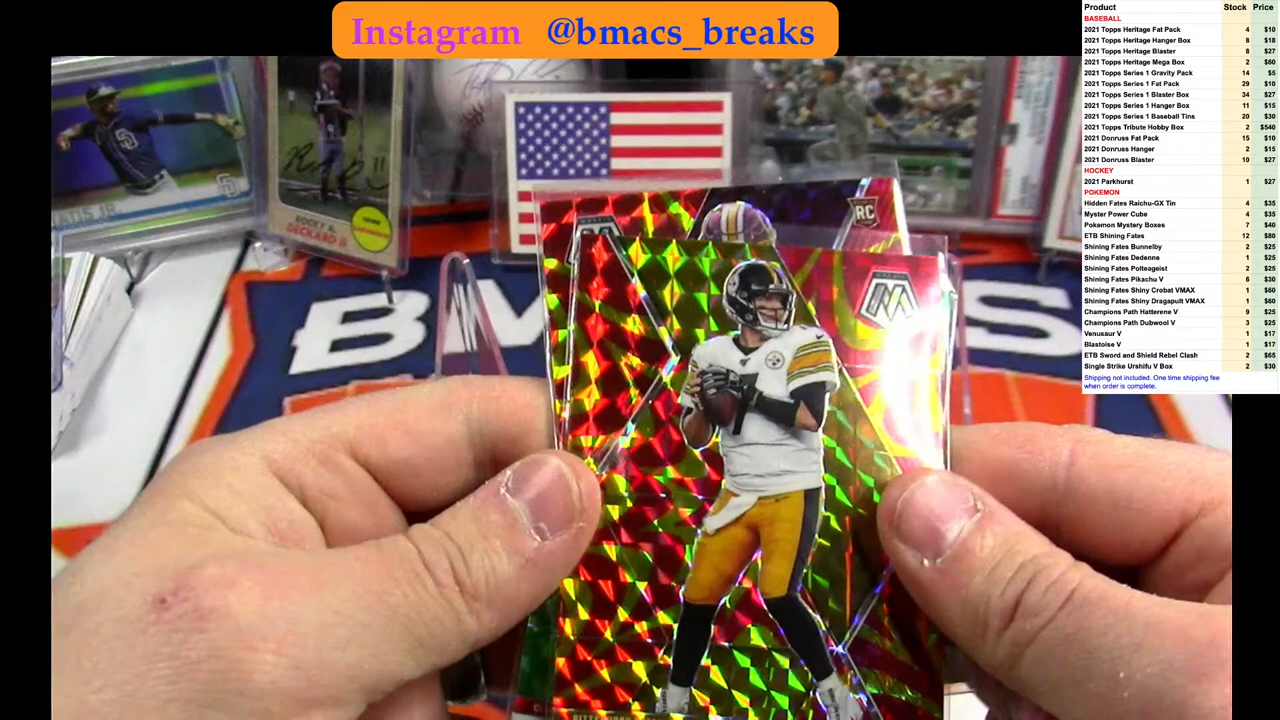 Instagram @bmacs_breaks
Product Stock Price
BASEBALL
2021 Topps Heritage Fat Pack 4 $10
2021 Topps Heritage Hanger Box 8 $18
2021 Topps Heritage Blaster 8 $27
2021 Topps Heritage Mega Box 2 $60
2021 Topps Series 1 Gravity Pack 14 $5
2021 Topps Series 1 Fat Pack 29 $10
2021 Topps Series 1 Blaster Box 34 $27
2021 Topps Series 1 Hanger Box 11 $15
2021 Topps Series 1 Baseball Tins 20 $30
2021 Topps Tribute Hobby Box 2 $540
2021 Donruss Fat Pack 15 $10
2021 Donruss Hanger 2 $15
2021 Donruss Blaster 10 $27
HOCKEY
2021 Parkhurst 1 $27
POKEMON
Hidden Fates Raichu-GX Tin 4 $35
Myster Power Cube 4 $35
Pokemon Mystery Boxes 7 $40
ETB Shining Fates 12 $80
Shining Fates Bunnelby 2 $25
Shining Fates Dedenne 1 $25
Shining Fates Polteageist 2 $25
Shining Fates Pikachu V 6 $30
Shining Fates Shiny Crobat VMAX 1 $60
Shining Fates Shiny Dragapult VMAX 1 $60
Champions Path Hatterene V 9 $25
Champions Path Dubwool V 3 $25
Venusaur V 1 $17
Blastoise V 1 $17
ETB Sword and Shield Rebel Clash 2 $65
Single Strike Urshifu V Box 2 $30
Shipping not included. One time shipping fee
when order is complete.
RC
BM S